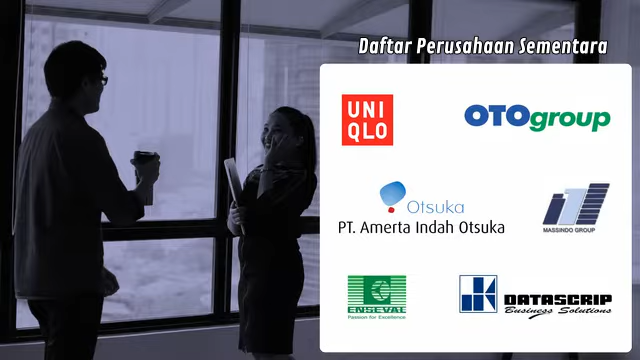 Daftar Perusahaan Sementara
UNI
QLO
OTOgroup
Otsuka
PT. Amerta Indah Otsuka
MASSINDO GROUP
ENSEVAL
Passion for Excellence
DATASCRIP
Business Solutions